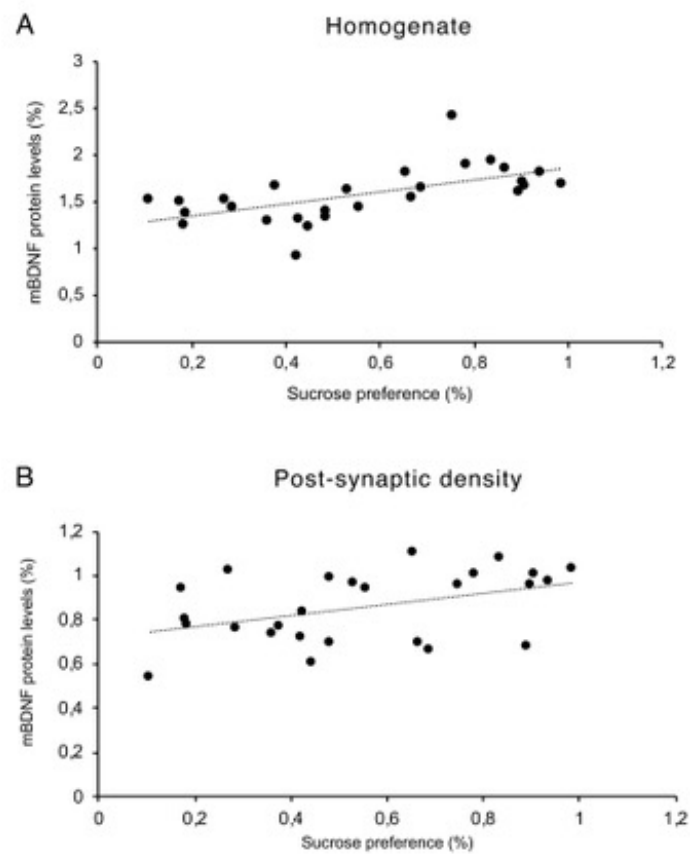 A
Homogenate
mBDNF protein levels (%)
3
2,5
2
1,5
1
0,5
0
0 0,2 0,4 0,6 0,8 1 1,2
Sucrose preference (%)
B
Post-synaptic density
mBDNF protein levels (%)
1,2
1
0,8
0,6
0,4
0,2
0
0 0,2 0,4 0,6 0,8 1 1,2
Sucrose preference (%)